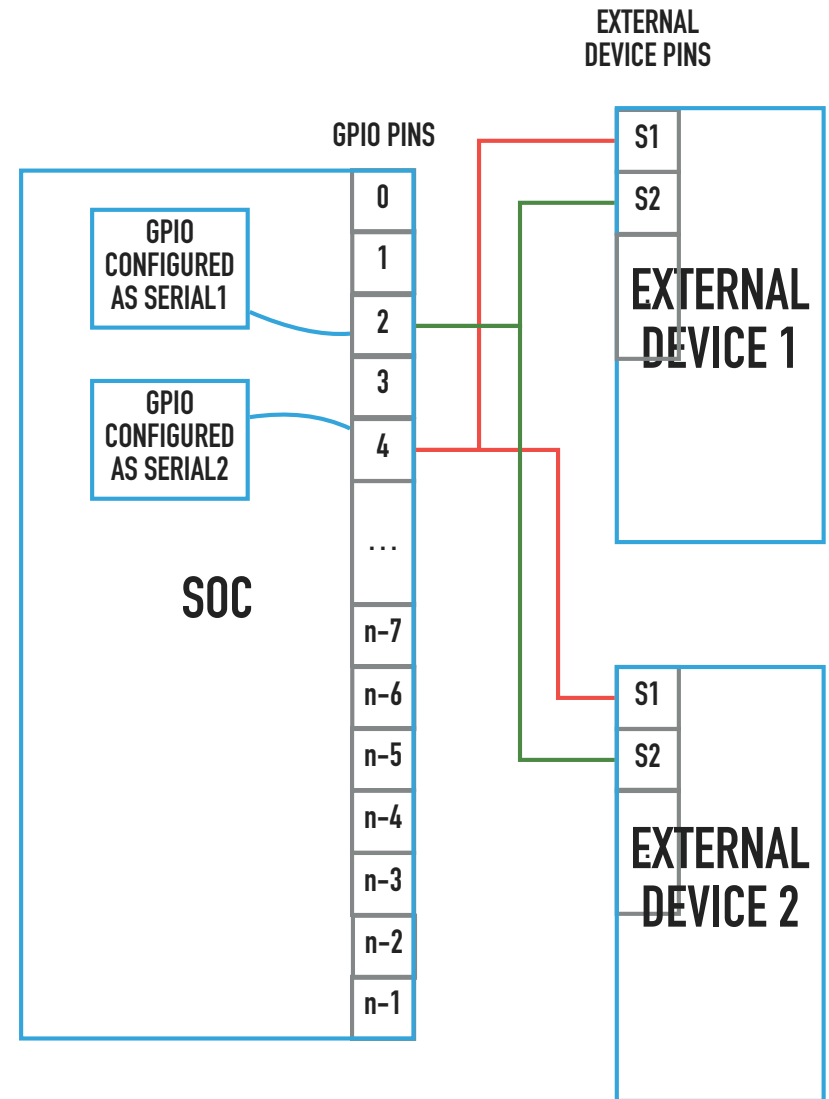 EXTERNAL
DEVICE PINS
GPIO PINS
GPIO
CONFIGURED
AS SERIAL1
GPIO
CONFIGURED
AS SERIAL2
SOC
0
1
2
3
4
...
n-7
n-6
n-5
n-4
n-3
n-2
n-1
S1
S2
EXTERNAL
DEVICE 1
S1
S2
EXTERNAL
DEVICE 2